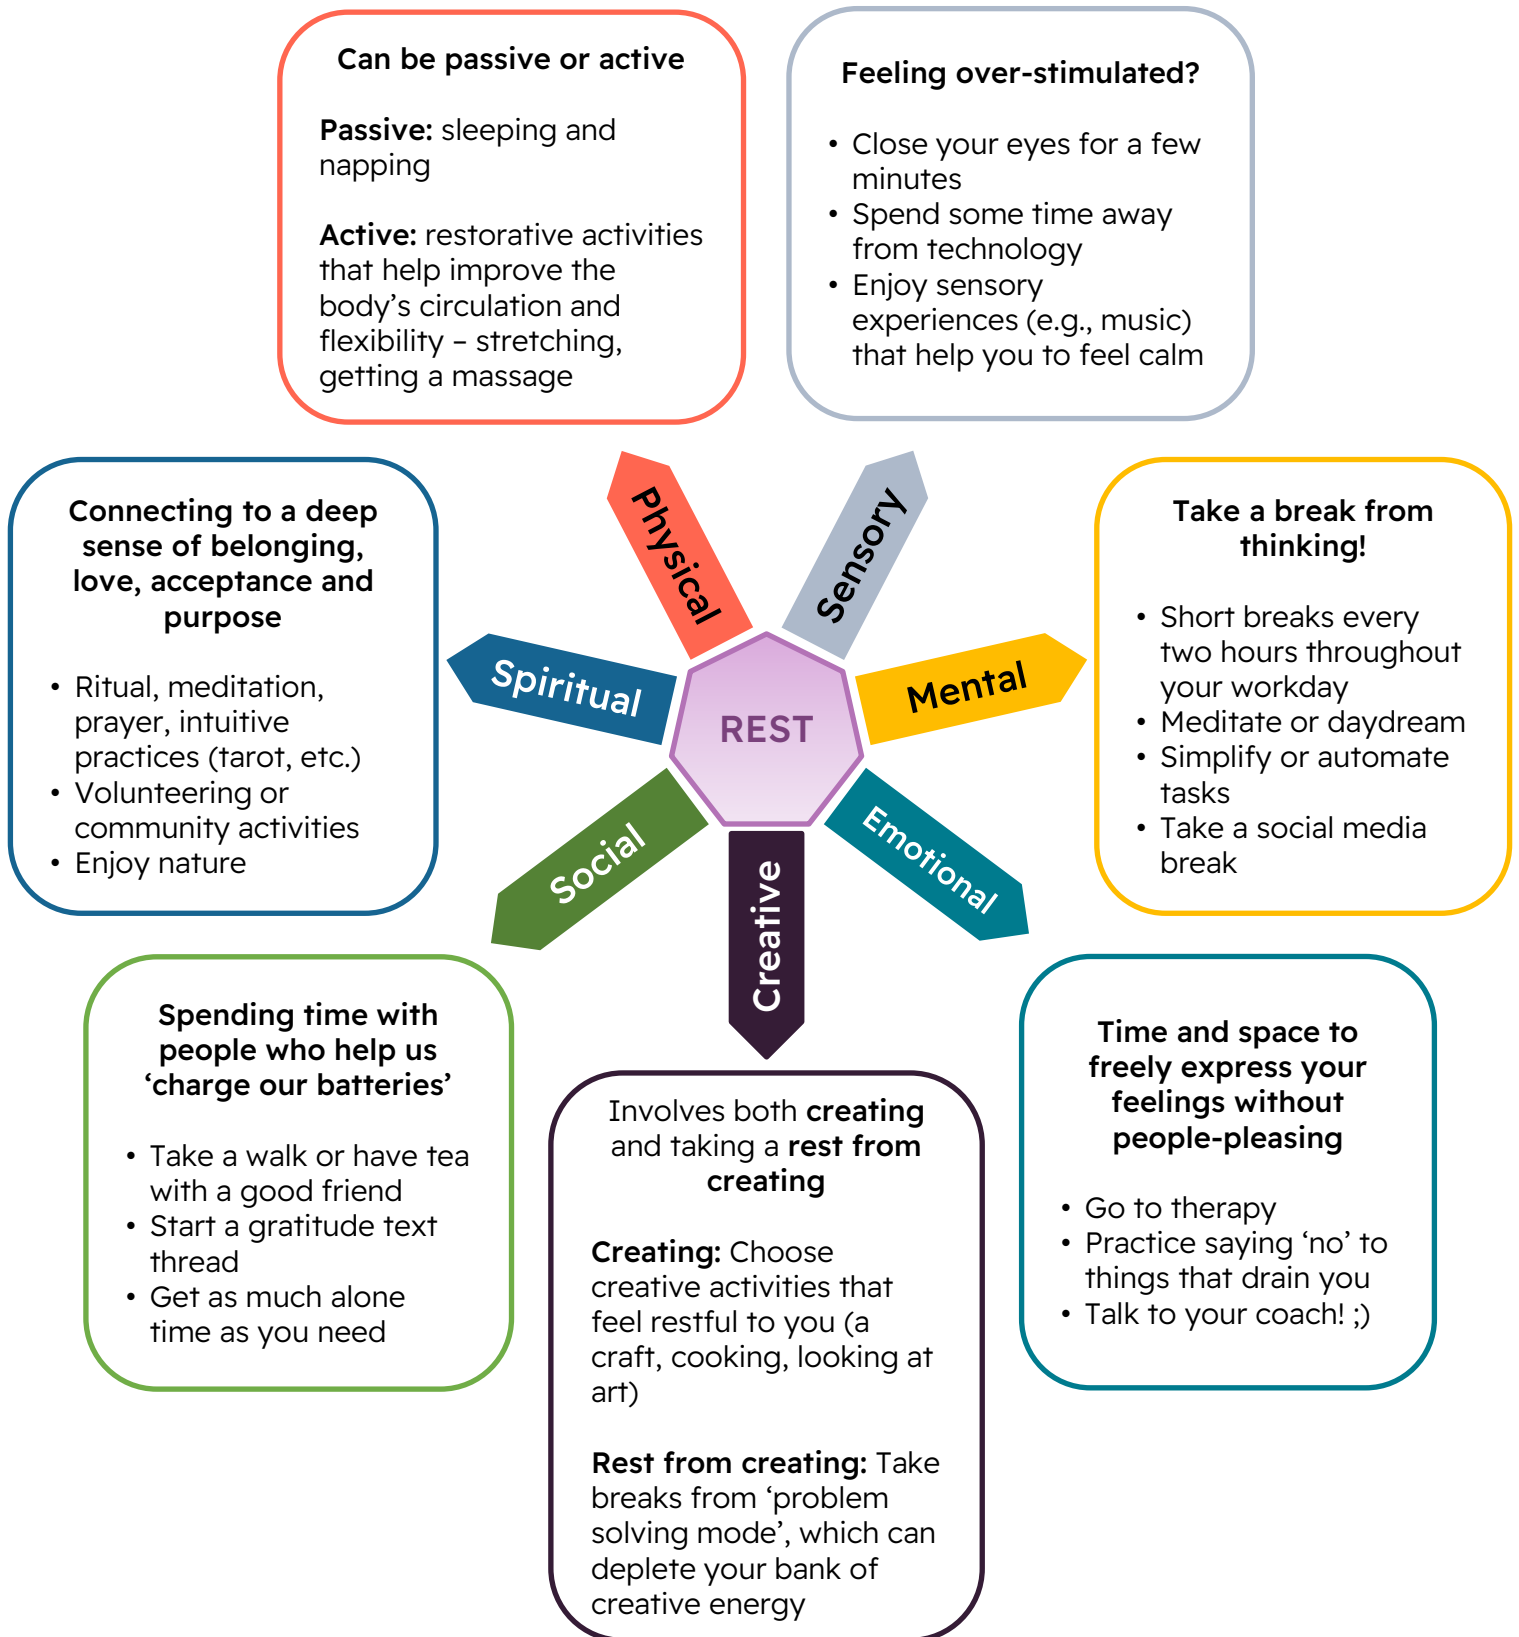 Can be passive or active
Passive: sleeping and
napping
Active: restorative activities
that help improve the
body’s circulation and
flexibility – stretching,
getting a massage
Feeling over-stimulated?
• Close your eyes for a few
minutes
• Spend some time away
from technology
• Enjoy sensory
experiences (e.g., music)
that help you to feel calm
Connecting to a deep
sense of belonging,
love, acceptance and
purpose
• Ritual, meditation,
prayer, intuitive
practices (tarot, etc.)
• Volunteering or
community activities
• Enjoy nature
Physical
Sensory
Spiritual
REST
Mental
Social
Creative
Emotional
Take a break from
thinking!
• Short breaks every
two hours throughout
your workday
• Meditate or daydream
• Simplify or automate
tasks
• Take a social media
break
Spending time with
people who help us
‘charge our batteries’
• Take a walk or have tea
with a good friend
• Start a gratitude text
thread
• Get as much alone
time as you need
Involves both creating
and taking a rest from
creating
Creating: Choose
creative activities that
feel restful to you (a
craft, cooking, looking at
art)
Rest from creating: Take
breaks from ‘problem
solving mode’, which can
deplete your bank of
creative energy
Time and space to
freely express your
feelings without
people-pleasing
• Go to therapy
• Practice saying ‘no’ to
things that drain you
• Talk to your coach! ;)